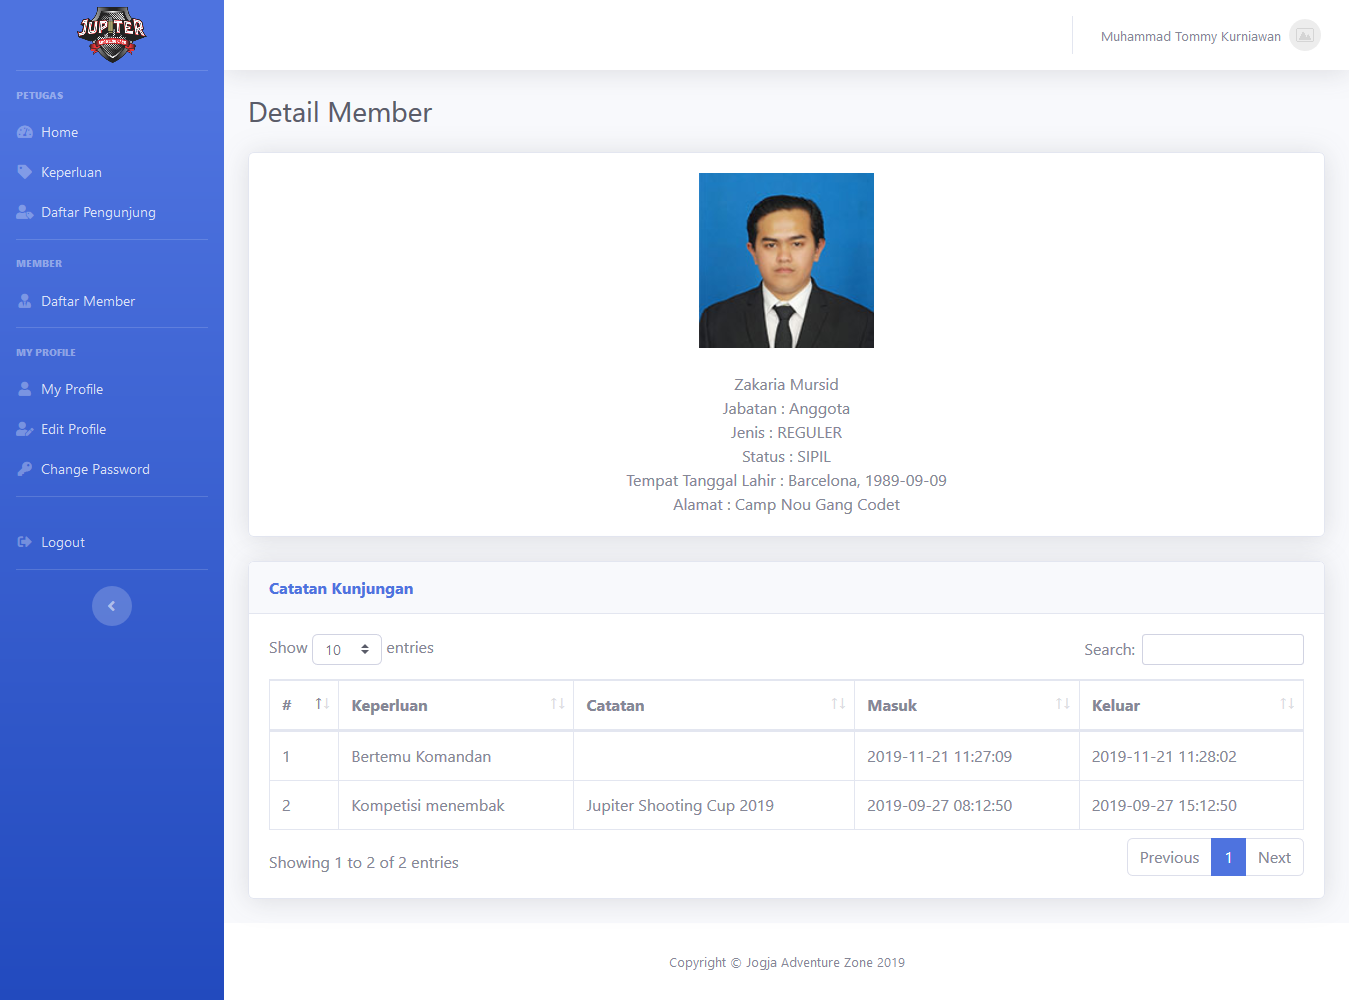 JUPITER
PETUGAS
Home
Keperluan
Daftar Pengunjung
MEMBER
Daftar Member
MY PROFILE
My Profile
Edit Profile
Change Password
Logout
Muhammad Tommy Kurniawan
Detail Member
Zakaria Mursid
Jabatan : Anggota
Jenis : REGULER
Status : SIPIL
Tempat Tanggal Lahir : Barcelona, 1989-09-09
Alamat : Camp Nou Gang Codet
Catatan Kunjungan
Show 10 entries
Search:
# Keperluan Catatan Masuk Keluar
1 Bertemu Komandan 2019-11-21 11:27:09 2019-11-21 11:28:02
2 Kompetisi menembak Jupiter Shooting Cup 2019 2019-09-27 08:12:50 2019-09-27 15:12:50
Showing 1 to 2 of 2 entries
Previous 1 Next
Copyright © Jogja Adventure Zone 2019